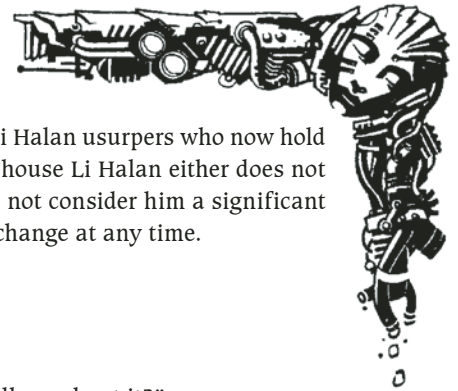 i Halan usurpers who now hold
house Li Halan either does not
not consider him a significant
change at any time.
about it?"